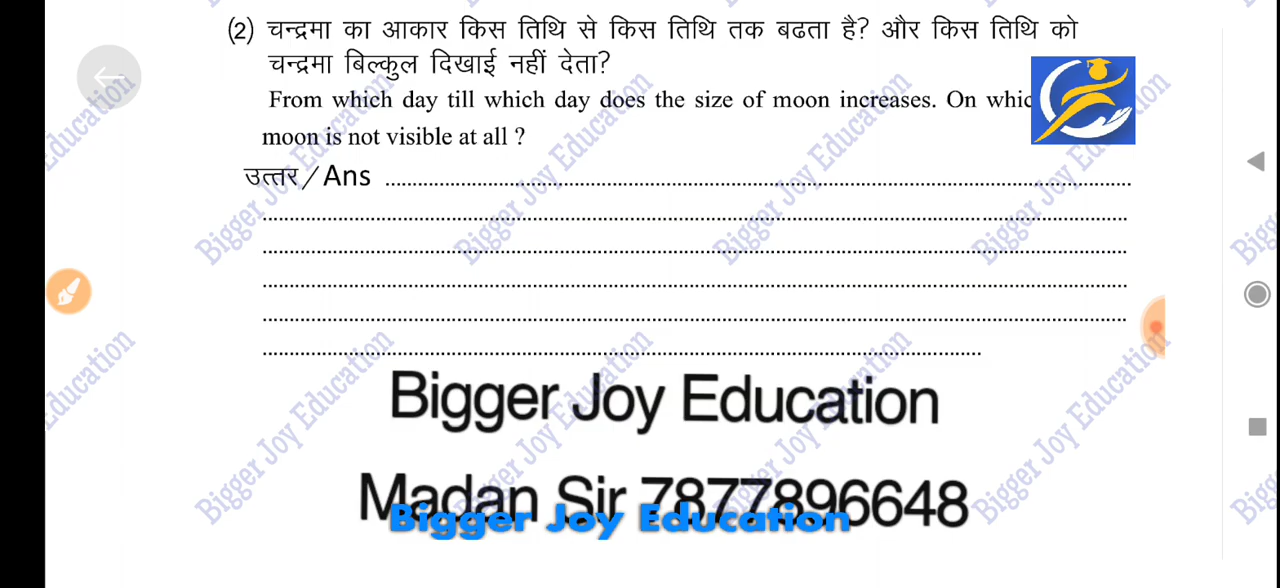 (2) चन्द्रमा का आकार किस तिथि से किस तिथि तक बढता है? और किस तिथि को
चन्द्रमा बिल्कुल दिखाई नहीं देता?
From which day till which day does the size of moon increases. On whic
moon is not visible at all ?
उत्तर/Ans
Bigger Joy Education
Madan Sir 7877896648
Bigger Joy Education